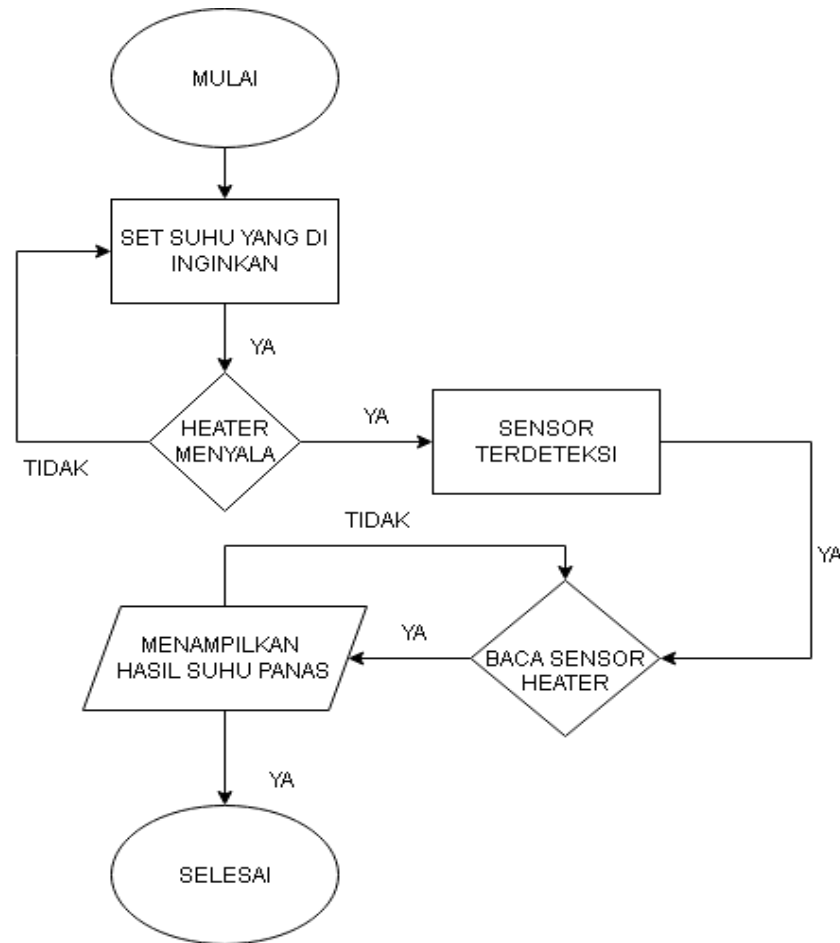 MULAI
SET SUHU YANG DI
INGINKAN
YA
HEATER
MENYALA
TIDAK
YA
SENSOR
TERDETEKSI
YA
TIDAK
BACA SENSOR
HEATER
YA
MENAMPILKAN
HASIL SUHU PANAS
YA
SELESAI